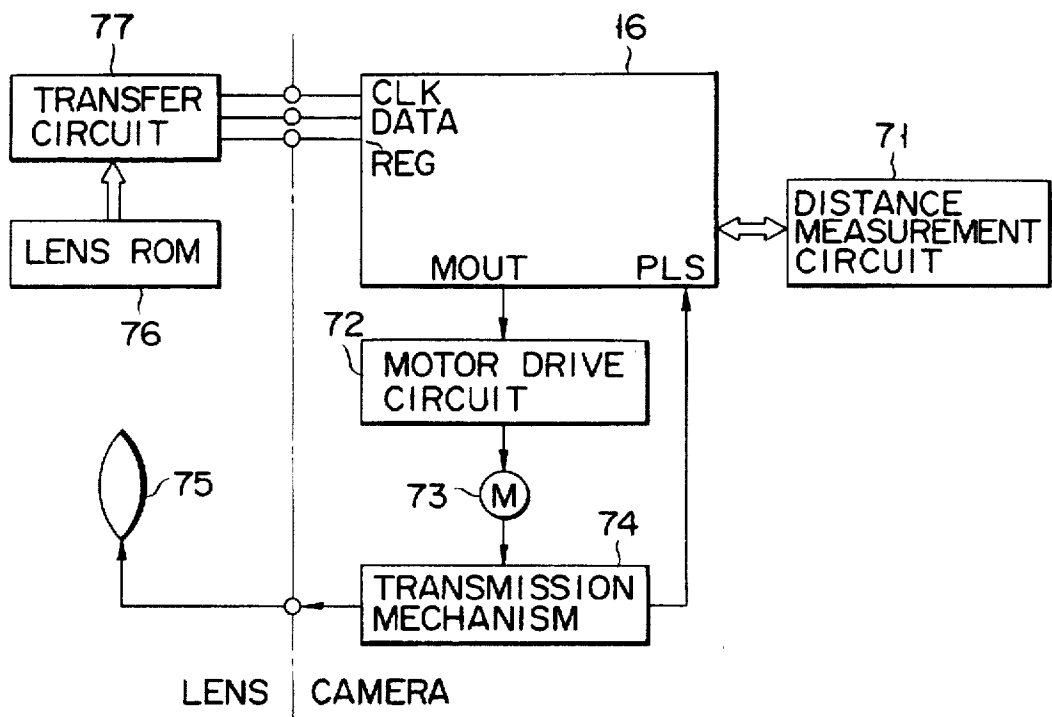 77
16
TRANSFER
CIRCUIT
CLK
DATA
REG
71
DISTANCE
MEASUREMENT
CIRCUIT
LENS ROM
76
MOUT
PLS
72
MOTOR DRIVE
CIRCUIT
75
73
M
74
TRANSMISSION
MECHANISM
LENS
CAMERA